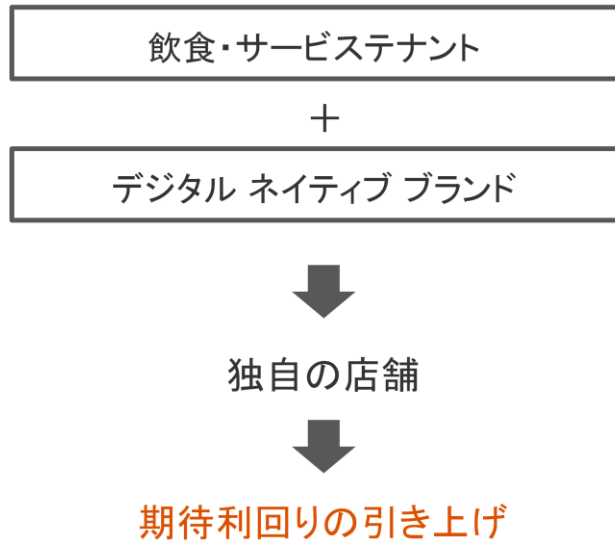 飲食・サービステナント
＋
デジタル ネイティブ ブランド
独自の店舗
期待利回りの引き上げ